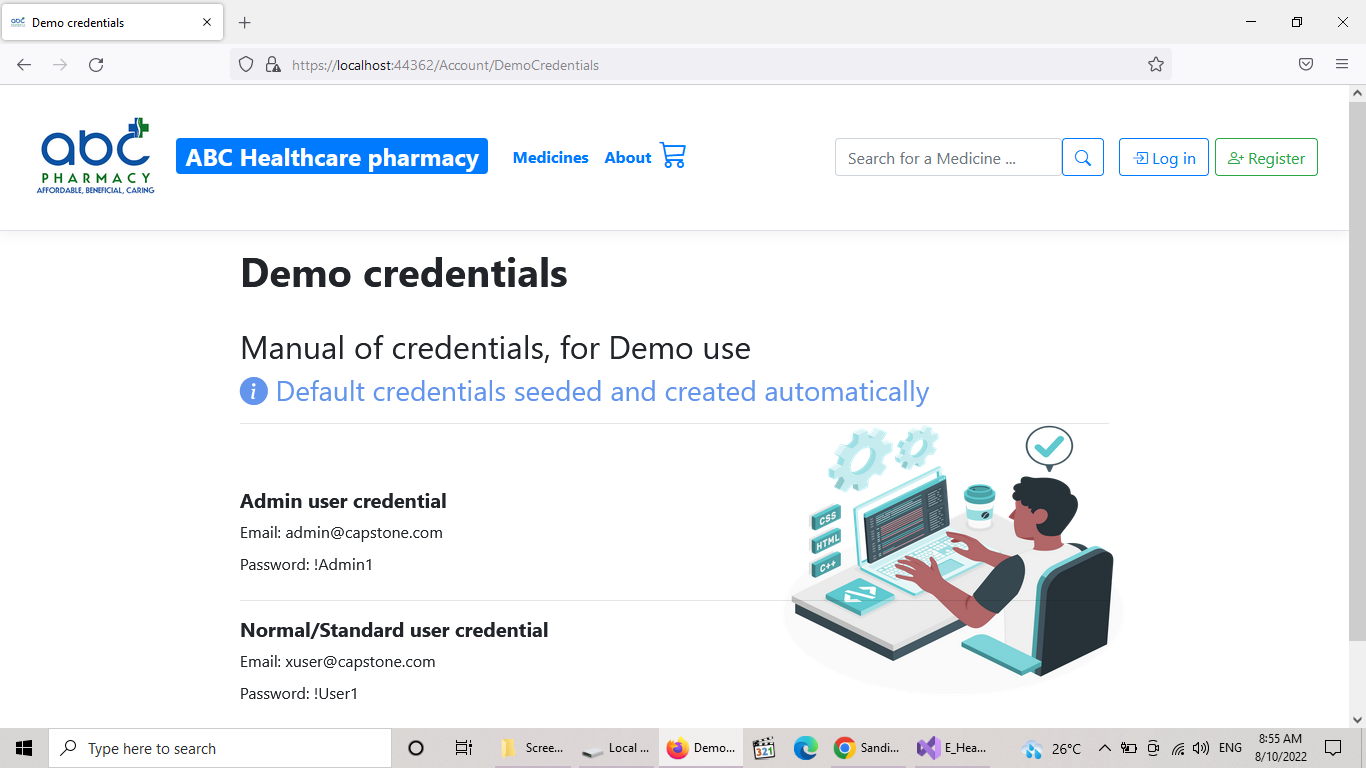 Demo credentials
https://localhost:44362/Account/DemoCredentials
abc
PHARMACY
AFFORDABLE, BENEFICIAL, CARING
ABC Healthcare pharmacy
Medicines
About
Search for a Medicine ...
Log in
Register
Demo credentials
Manual of credentials, for Demo use
i Default credentials seeded and created automatically
CSS
HTML
C++
</>
Admin user credential
Email: admin@capstone.com
Password: !Admin1
Normal/Standard user credential
Email: xuser@capstone.com
Password: !User1
Type here to search
Scree...
Local ...
Demo...
321
Sandi...
E_Hea...
26°C
ENG
8:55 AM
8/10/2022